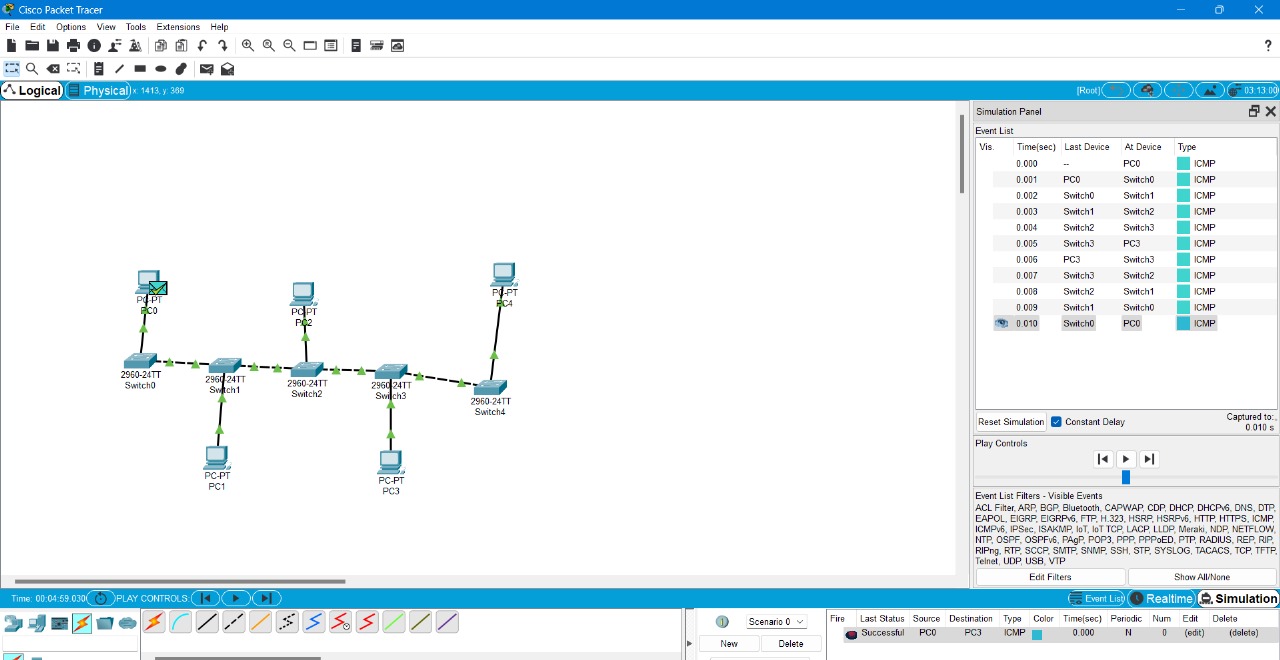 Cisco Packet Tracer
File Edit Options View Tools Extensions Help
?
Logical Physical x: 1413, y: 369 [Root] 03:13:00
Simulation Panel
Event List
Vis. Time(sec) Last Device At Device Type
0.000 -- PC0 ICMP
0.001 PC0 Switch0 ICMP
0.002 Switch0 Switch1 ICMP
0.003 Switch1 Switch2 ICMP
0.004 Switch2 Switch3 ICMP
0.005 Switch3 PC3 ICMP
0.006 PC3 Switch3 ICMP
0.007 Switch3 Switch2 ICMP
0.008 Switch2 Switch1 ICMP
0.009 Switch1 Switch0 ICMP
0.010 Switch0 PC0 ICMP
Reset Simulation Constant Delay Captured to:
0.010 s
Play Controls
Event List Filters - Visible Events
ACL Filter, ARP, BGP, Bluetooth, CAPWAP, CDP, DHCP, DHCPv6, DNS, DTP,
EAPOL, EIGRP, EIGRPv6, FTP, H.323, HSRP, HSRPv6, HTTP, HTTPS, ICMP,
ICMPv6, IPSec, ISAKMP, IoT, IoT TCP, LACP, LLDP, Meraki, NDP, NETFLOW,
NTP, OSPF, OSPFv6, PAgP, POP3, PPP, PPPoED, PTP, RADIUS, REP, RIP,
RIPng, RTP, SCCP, SMTP, SNMP, SSH, STP, SYSLOG, TACACS, TCP, TFTP,
Telnet, UDP, USB, VTP
Edit Filters Show All/None
PC-PT
PC0
PC-PT
PC2
PC-PT
PC4
2960-24TT
Switch0
2960-24TT
Switch1
2960-24TT
Switch2
2960-24TT
Switch3
2960-24TT
Switch4
PC-PT
PC1
PC-PT
PC3
Time: 00:04:59.030 PLAY CONTROLS: Event List Realtime Simulation
Scenario 0
New Delete
Fire Last Status Source Destination Type Color Time(sec) Periodic Num Edit Delete
Successful PC0 PC3 ICMP 0.000 N 0 (edit) (delete)